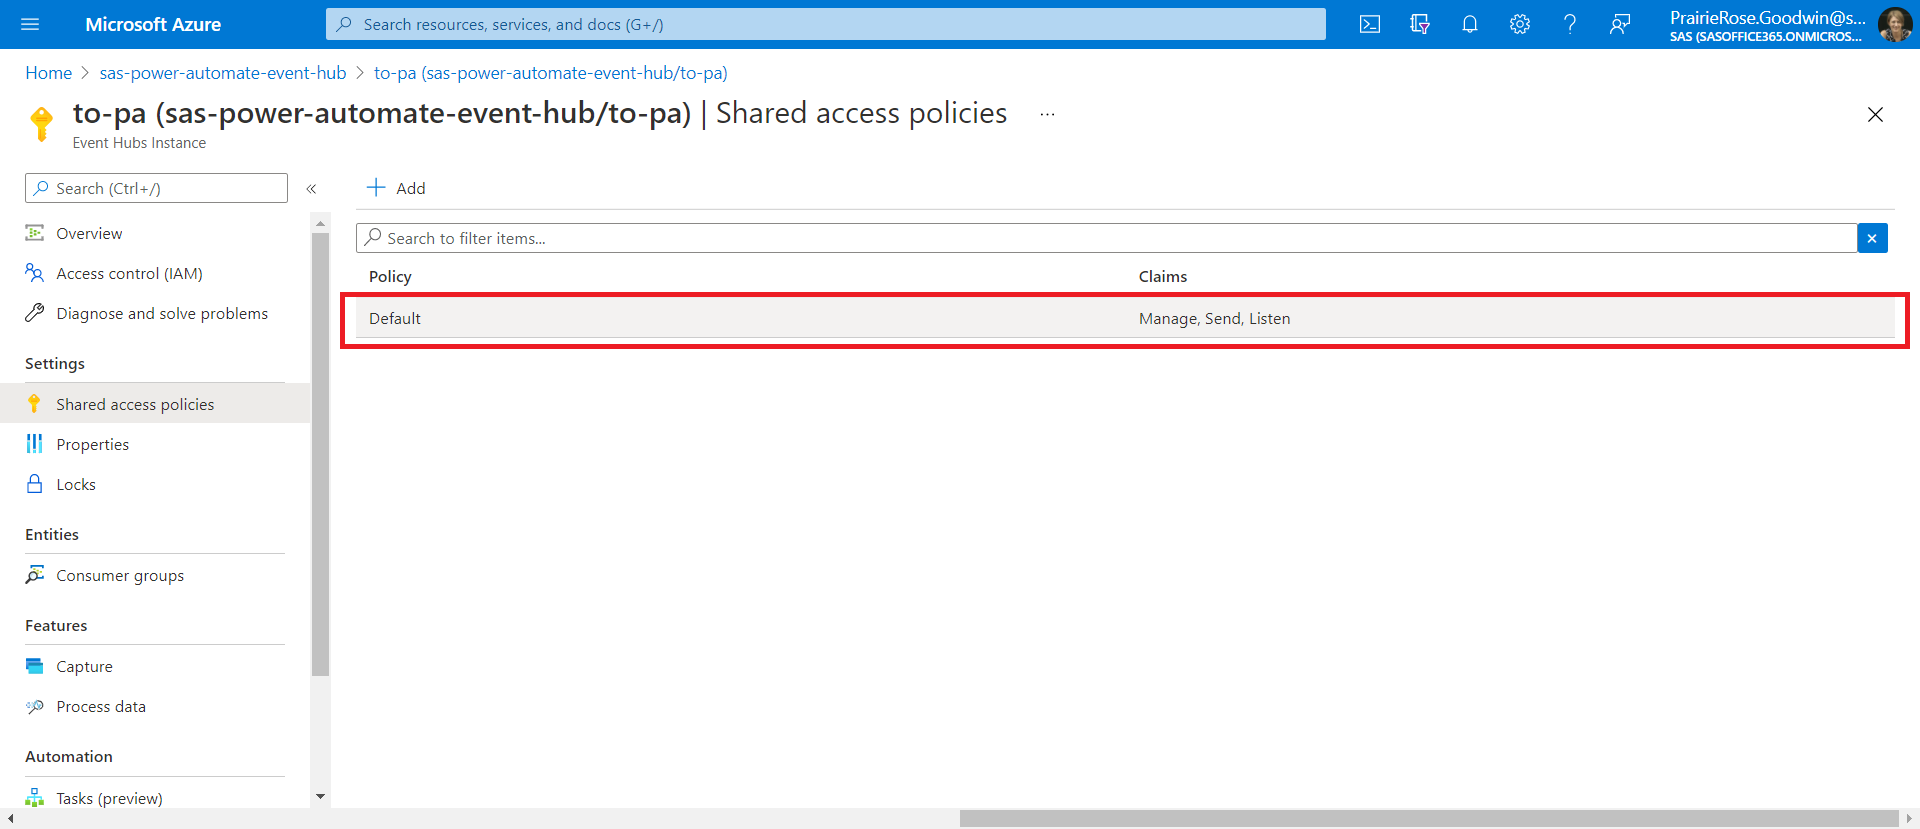 Microsoft Azure
Search resources, services, and docs (G+/)
PrairieRose.Goodwin@s...
SAS (SASOFFICE365.ONMICROS...
Home > sas-power-automate-event-hub > to-pa (sas-power-automate-event-hub/to-pa)
to-pa (sas-power-automate-event-hub/to-pa) | Shared access policies ...
Event Hubs Instance
Search (Ctrl+/)
Overview
Access control (IAM)
Diagnose and solve problems
Settings
Shared access policies
Properties
Locks
Entities
Consumer groups
Features
Capture
Process data
Automation
Tasks (preview)
Add
Search to filter items...
Policy Claims
Default Manage, Send, Listen